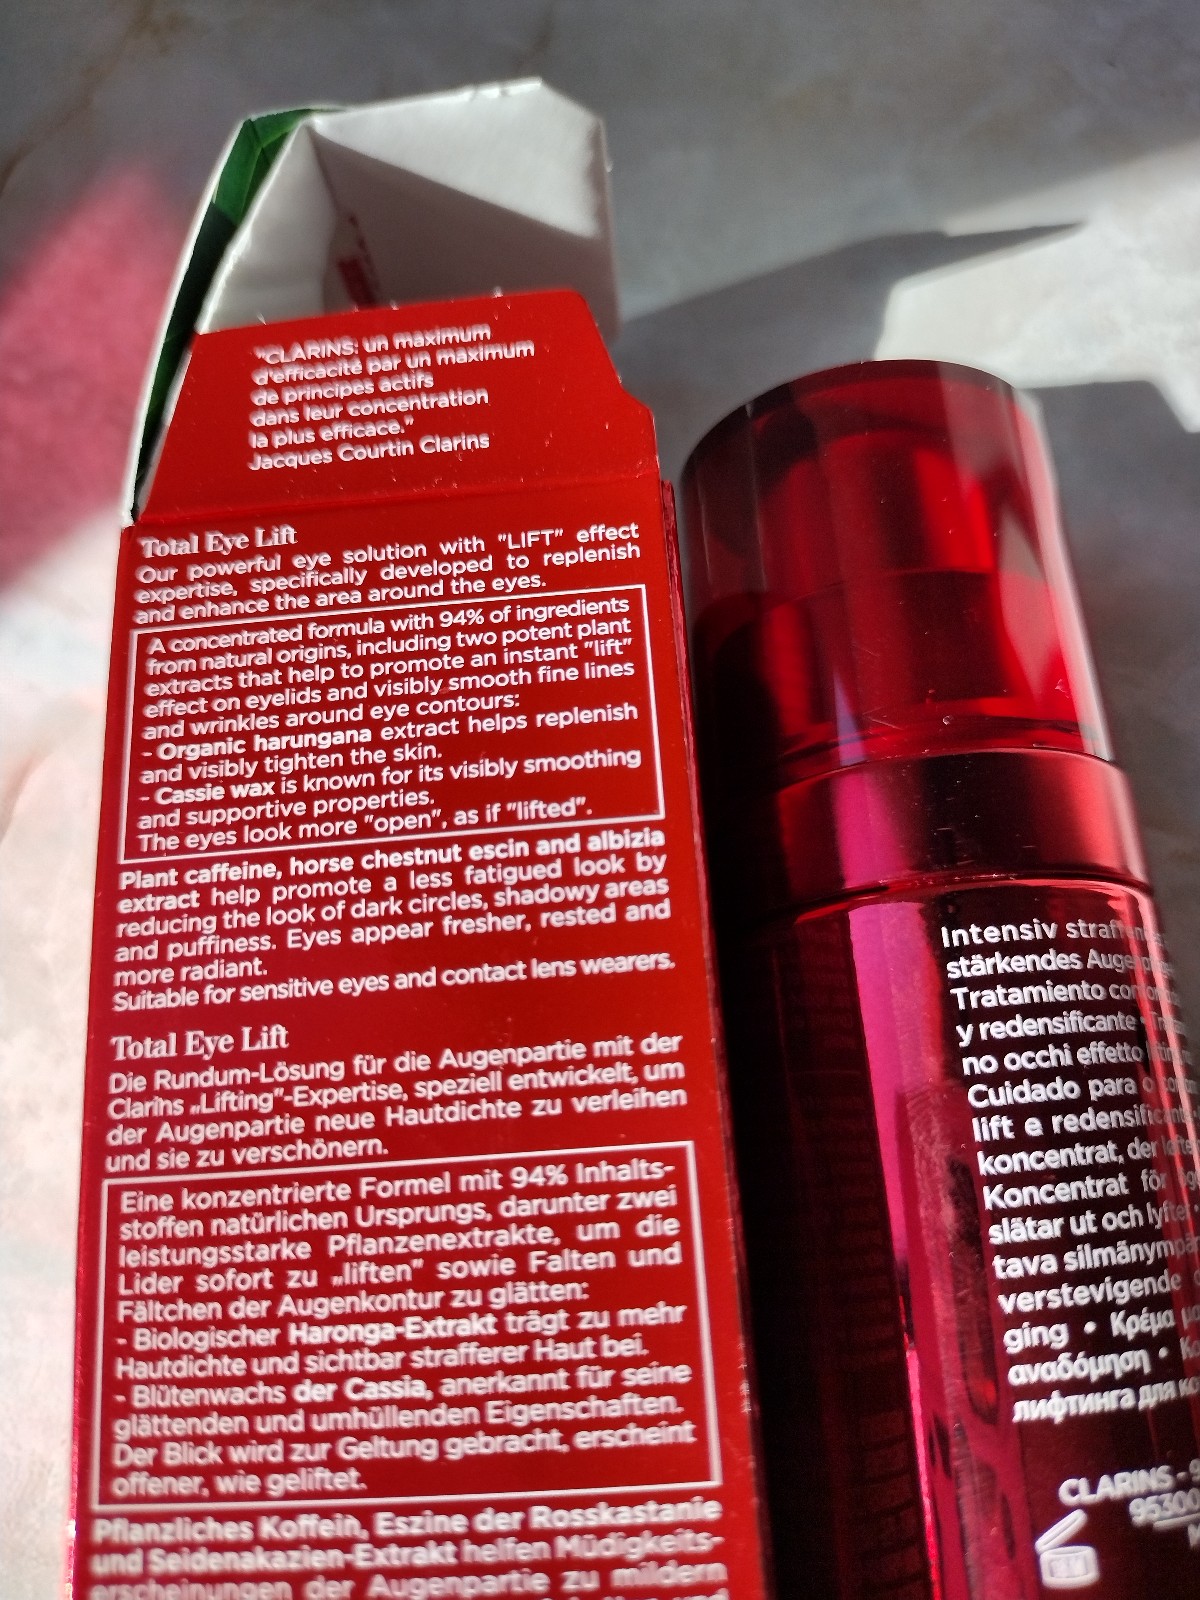 "CLARINS: un maximum
d'efficacité par un maximum
de principes actifs
dans leur concentration
la plus efficace."
Jacques Courtin Clarins
Total Eye Lift
Our powerful eye solution with "LIFT" effect
expertise, specifically developed to replenish
and enhance the area around the eyes.
A concentrated formula with 94% of ingredients
from natural origins, including two potent plant
extracts that help to promote an instant "lift"
effect on eyelids and visibly smooth fine lines
and wrinkles around eye contours:
- Organic harungana extract helps replenish
and visibly tighten the skin.
- Cassie wax is known for its visibly smoothing
and supportive properties.
The eyes look more "open", as if "lifted".
Plant caffeine, horse chestnut escin and albizia
extract help promote a less fatigued look by
reducing the look of dark circles, shadowy areas
and puffiness. Eyes appear fresher, rested and
more radiant.
Suitable for sensitive eyes and contact lens wearers.
Total Eye Lift
Die Rundum-Lösung für die Augenpartie mit der
Clarins „Lifting"-Expertise, speziell entwickelt, um
der Augenpartie neue Hautdichte zu verleihen
und sie zu verschönern.
Eine konzentrierte Formel mit 94% Inhalts-
stoffen natürlichen Ursprungs, darunter zwei
leistungsstarke Pflanzenextrakte, um die
Lider sofort zu „liften" sowie Falten und
Fältchen der Augenkontur zu glätten:
- Biologischer Haronga-Extrakt trägt zu mehr
Hautdichte und sichtbar strafferer Haut bei.
- Blütenwachs der Cassia, anerkannt für seine
glättenden und umhüllenden Eigenschaften.
Der Blick wird zur Geltung gebracht, erscheint
offener, wie geliftet.
Pflanzliches Koffein, Eszine der Rosskastanie
und Seidenakazien-Extrakt helfen Müdigkeits-
erscheinungen der Augenpartie zu mildern
Intensiv
stärkendes
Tratamiento
y redensificante •
no occhi effetto
Cuidado para o
lift e
koncentrat, der
Koncentrat för
slätar ut och
tava
verstevigende
ging • Κρέμα
αναδόμηση •
лифтинга для
CLARINS -